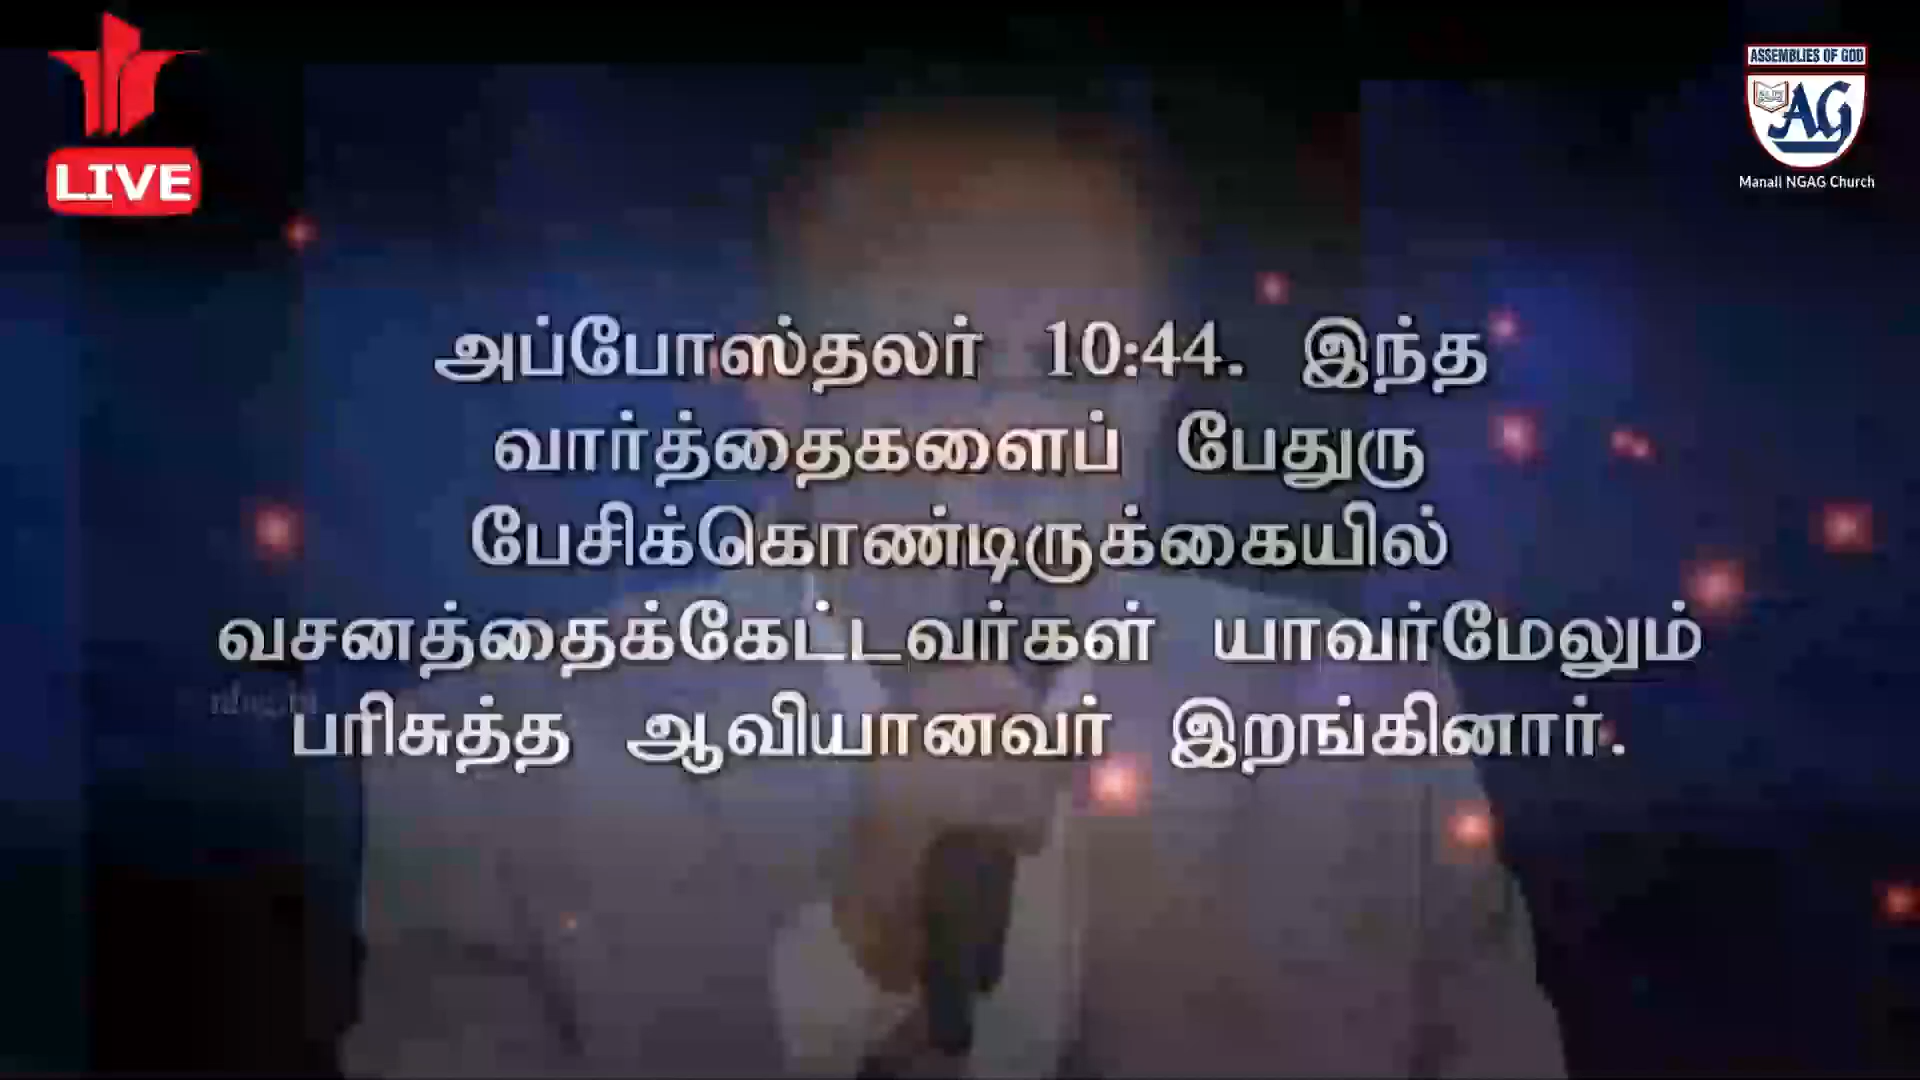 LIVE
ASSEMBLIES OF GOD
AG
Manali NGAG Church
அப்போஸ்தலர் 10:44. இந்த
வார்த்தைகளைப் பேதுரு
பேசிக்கொண்டிருக்கையில்
வசனத்தைக்கேட்டவர்கள் யாவர்மேலும்
பரிசுத்த ஆவியானவர் இறங்கினார்.